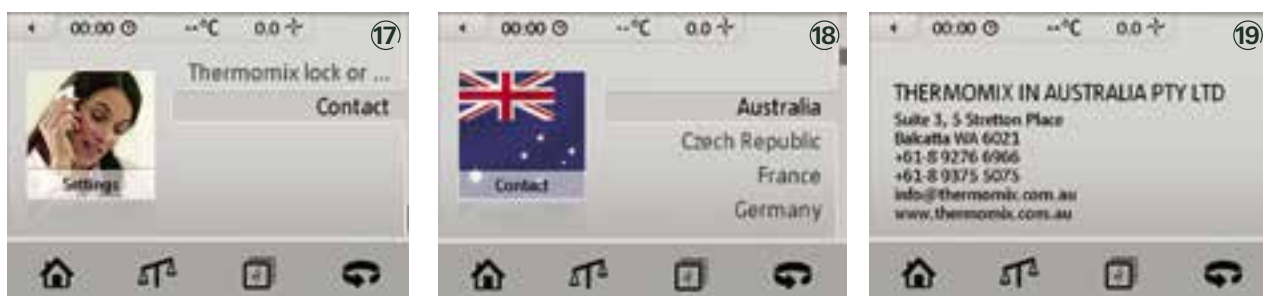 00:00 --°C 0.0 17
Thermomix lock or ...
Contact
Settings
00:00 --°C 0.0 18
Australia
Czech Republic
France
Germany
Contact
00:00 --°C 0.0 19
THERMOMIX IN AUSTRALIA PTY LTD
Suite 3, 5 Stretton Place
Balcatta WA 6021
+61-8 9276 6966
+61-8 9375 5075
info@thermomix.com.au
www.thermomix.com.au